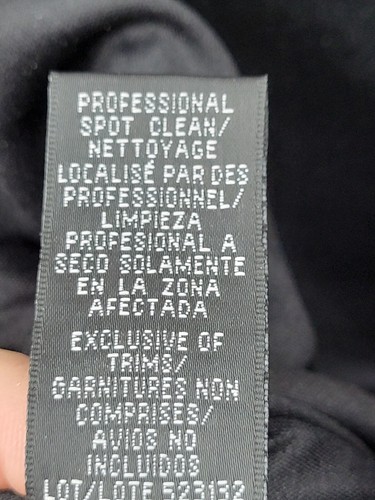 PROFESSIONAL
SPOT CLEAN/
NETTOYAGE
LOCALISÉ PAR DES
PROFESSIONNEL/
LIMPIEZA
PROFESIONAL A
SECO SOLAMENTE
EN LA ZONA
AFECTADA
EXCLUSIVE OF
TRIMS/
GARNITURES NON
COMPRISES/
AVIOS NO
INCLUIDOS
LOT/LOTE